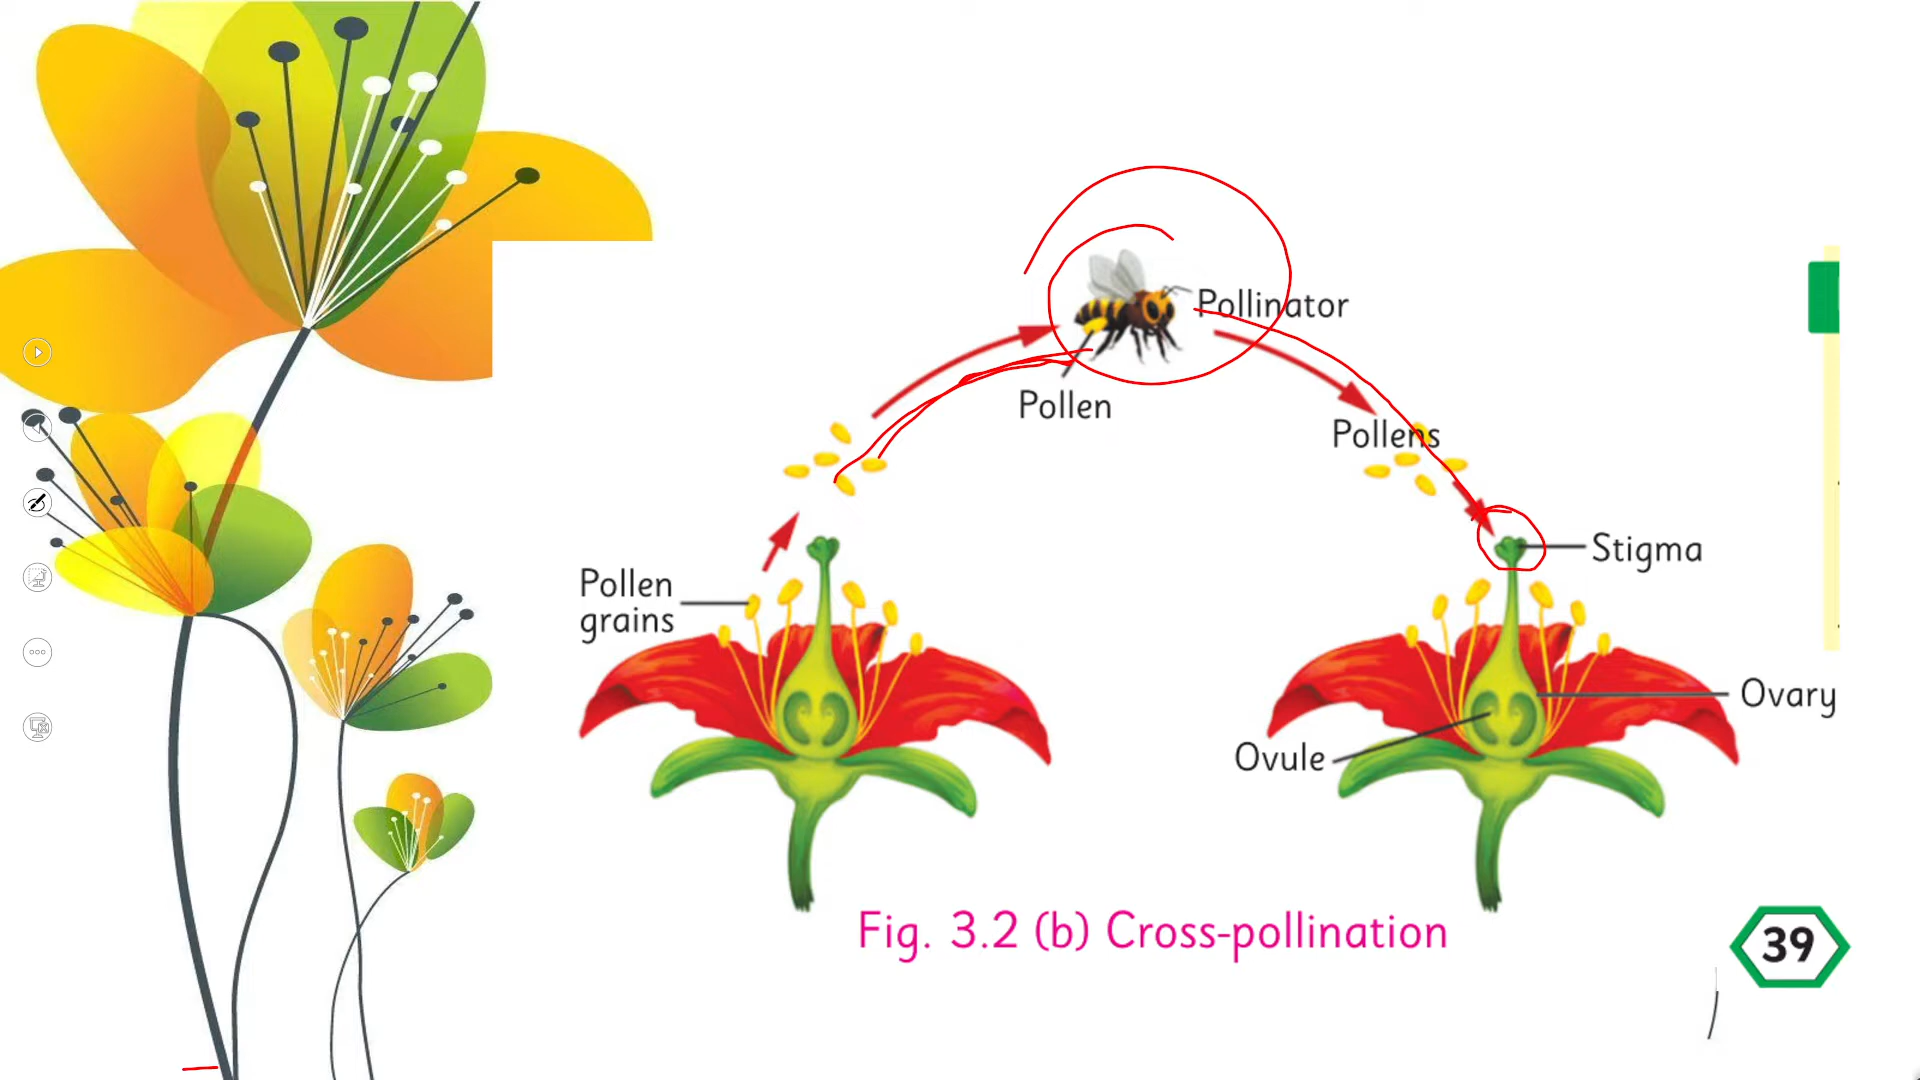 Pollinator
Pollen
Pollens
Stigma
Pollen
grains
Ovary
Ovule
Fig. 3.2 (b) Cross-pollination
39